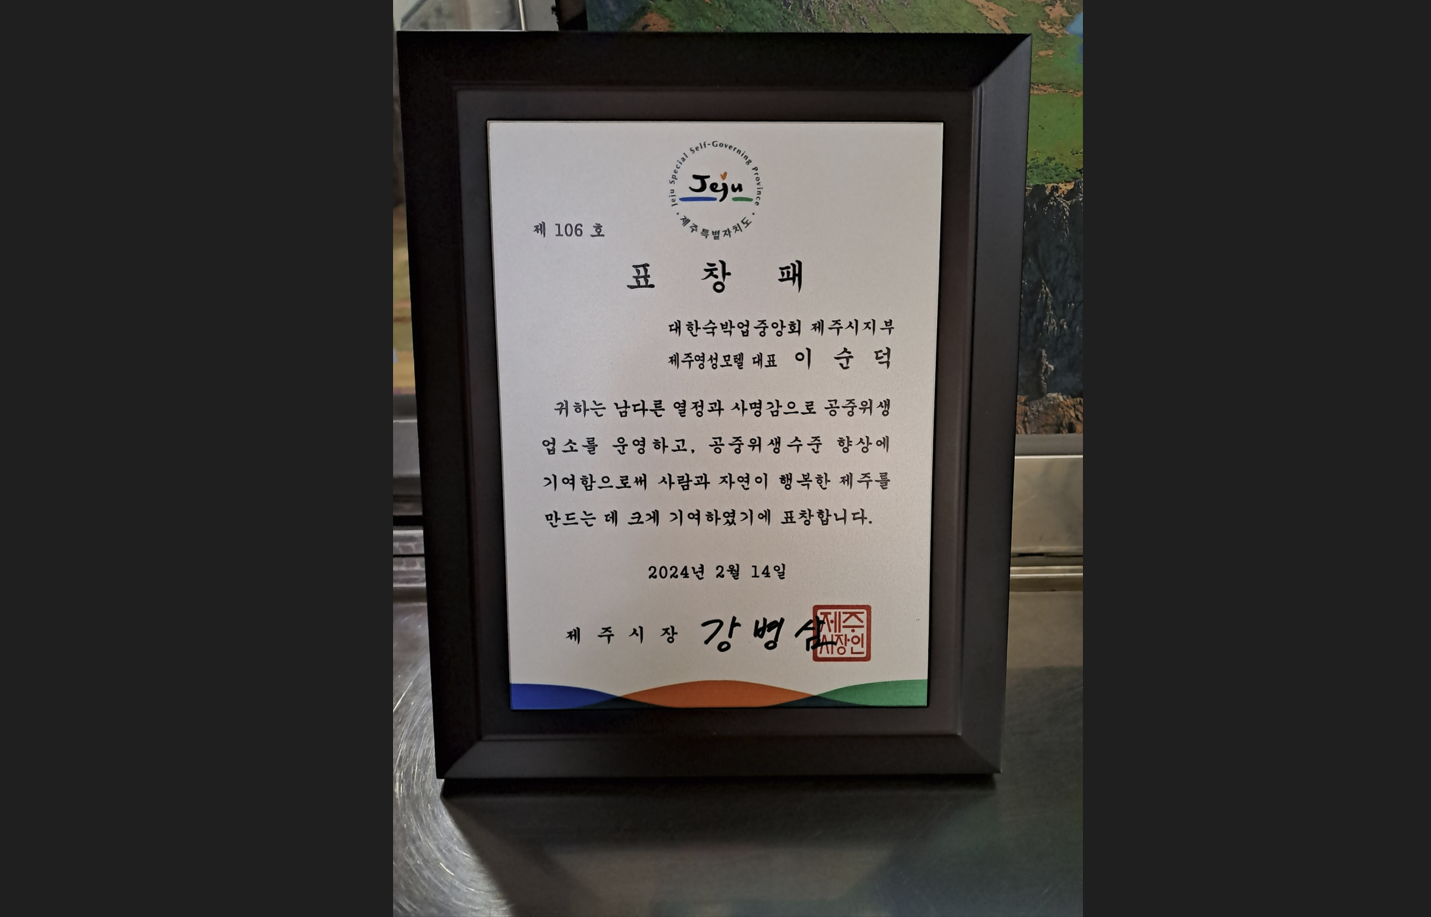 Jeju Special Self-Governing Province
Jeju
제주특별자치도
제 106 호
표 창 패
대한숙박업중앙회 제주시지부
제주영성모텔 대표 이 순 덕
귀하는 남다른 열정과 사명감으로 공중위생
업소를 운영하고, 공중위생수준 향상에
기여함으로써 사람과 자연이 행복한 제주를
만드는 데 크게 기여하였기에 표창합니다.
2024년 2월 14일
제 주 시 장 강 병 삼
제주
시장인